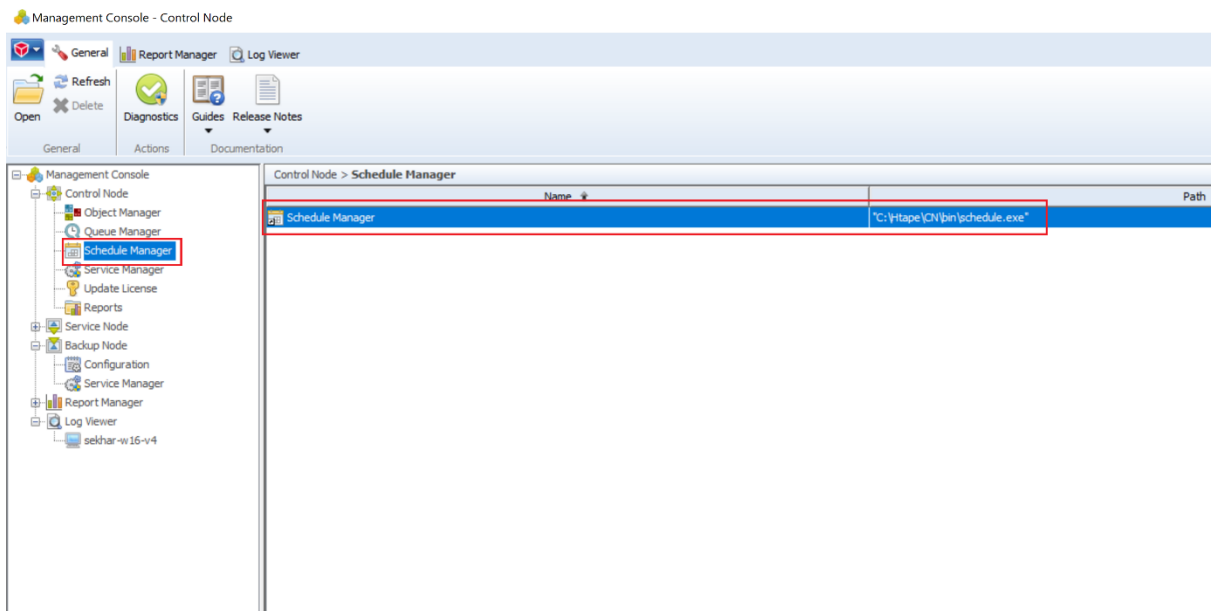 Management Console - Control Node
General Report Manager Log Viewer
Open
Refresh
Delete
Diagnostics
Guides
Release Notes
General
Actions
Documentation
Management Console
Control Node
Object Manager
Queue Manager
Schedule Manager
Service Manager
Update License
Reports
Service Node
Backup Node
Configuration
Service Manager
Report Manager
Log Viewer
sekhar-w16-v4
Control Node > Schedule Manager
Name Path
Schedule Manager "C:\Htape\CN\bin\schedule.exe"